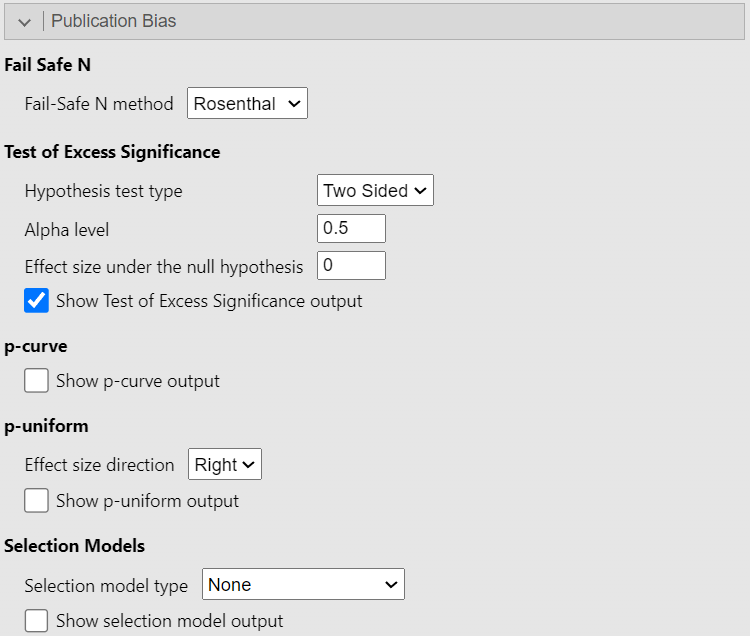 Publication Bias
Fail Safe N
Fail-Safe N method Rosenthal
Test of Excess Significance
Hypothesis test type Two Sided
Alpha level 0.5
Effect size under the null hypothesis 0
Show Test of Excess Significance output
p-curve
Show p-curve output
p-uniform
Effect size direction Right
Show p-uniform output
Selection Models
Selection model type None
Show selection model output